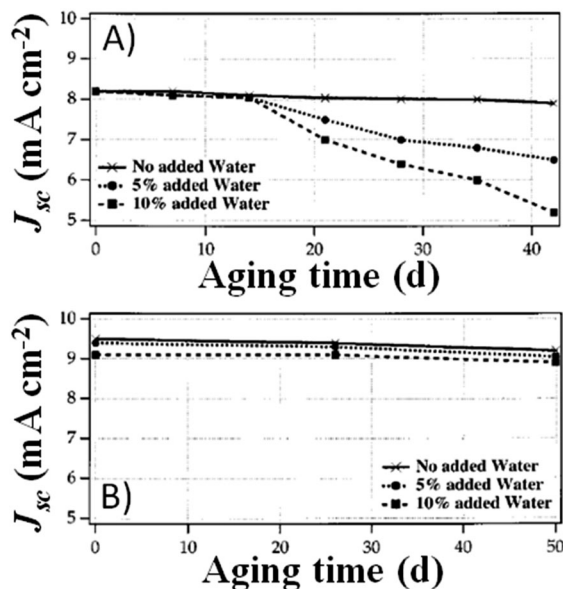 A)
10
9
8
7
6
5
J_sc (mA cm⁻²)
No added Water
5% added Water
10% added Water
0
10
20
30
40
Aging time (d)
10
9
8
7
6
5
J_sc (mA cm⁻²)
No added Water
5% added Water
10% added Water
B)
0
10
20
30
40
50
Aging time (d)